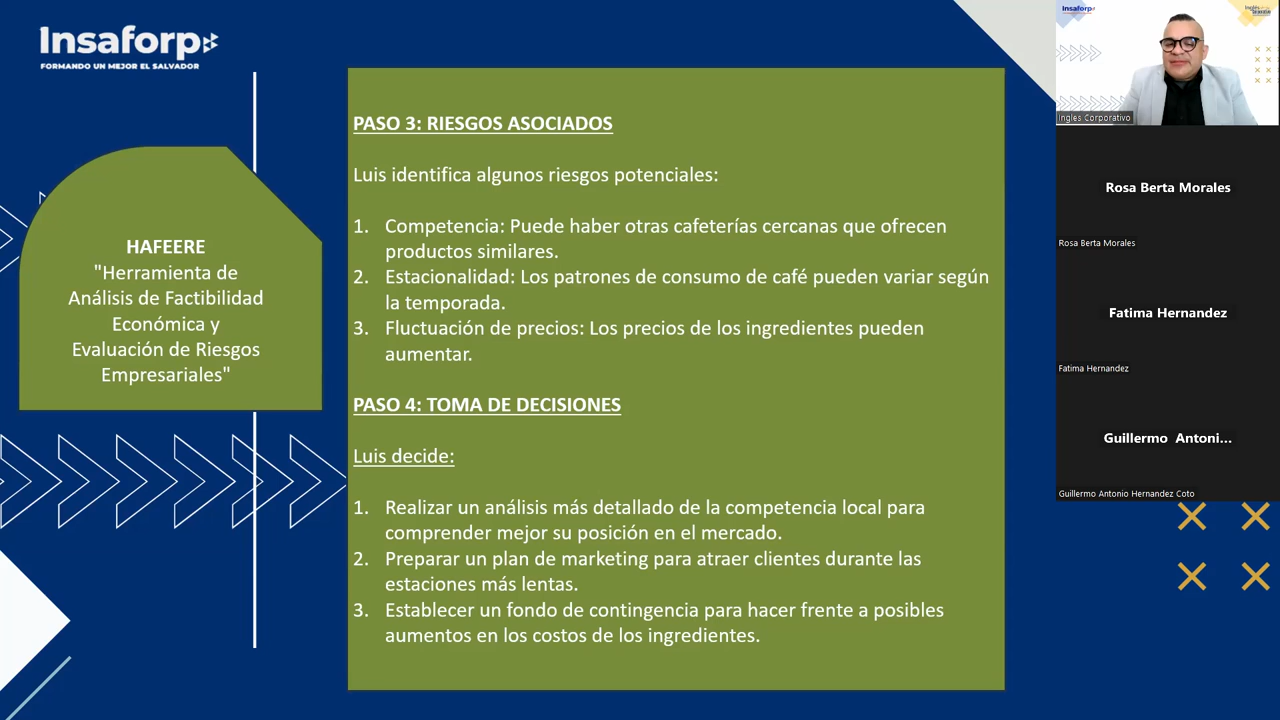 Insaforp
FORMANDO UN MEJOR EL SALVADOR
HAFEERE
"Herramienta de
Análisis de Factibilidad
Económica y
Evaluación de Riesgos
Empresariales"
PASO 3: RIESGOS ASOCIADOS
Luis identifica algunos riesgos potenciales:
1. Competencia: Puede haber otras cafeterías cercanas que ofrecen
productos similares.
2. Estacionalidad: Los patrones de consumo de café pueden variar según
la temporada.
3. Fluctuación de precios: Los precios de los ingredientes pueden
aumentar.
PASO 4: TOMA DE DECISIONES
Luis decide:
1. Realizar un análisis más detallado de la competencia local para
comprender mejor su posición en el mercado.
2. Preparar un plan de marketing para atraer clientes durante las
estaciones más lentas.
3. Establecer un fondo de contingencia para hacer frente a posibles
aumentos en los costos de los ingredientes.
Insaforp
Ingles Corporativo
Rosa Berta Morales
Rosa Berta Morales
Fatima Hernandez
Fatima Hernandez
Guillermo Antoni...
Guillermo Antonio Hernandez Coto